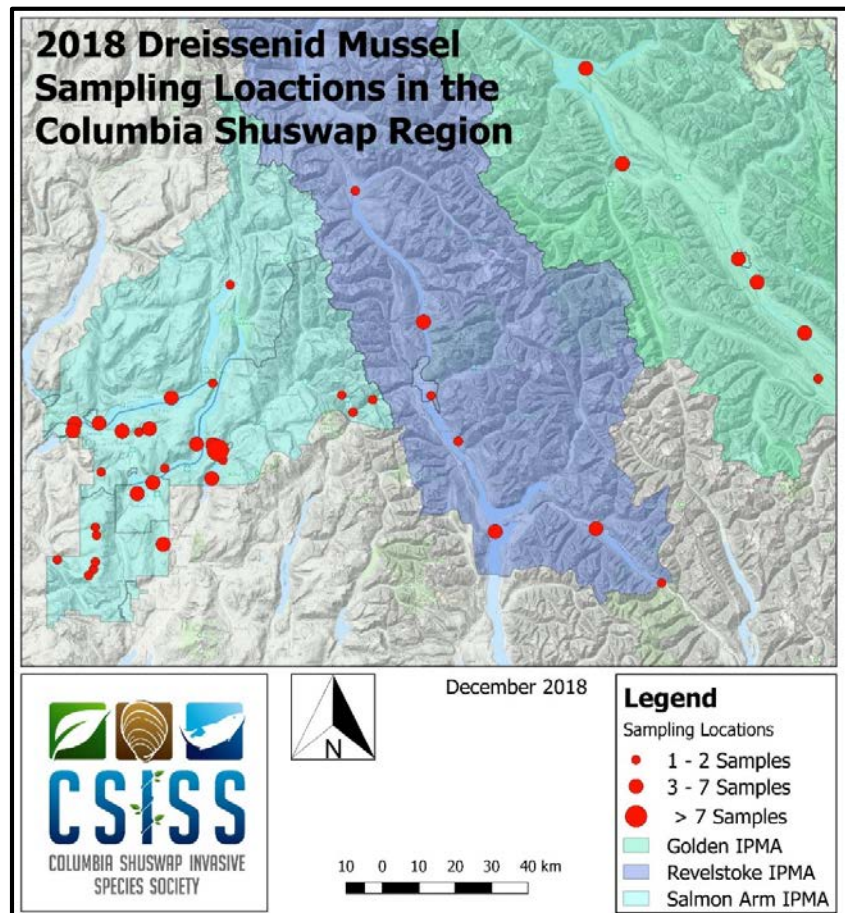 2018 Dreissenid Mussel
Sampling Loactions in the
Columbia Shuswap Region
CSISS
COLUMBIA SHUSWAP INVASIVE
SPECIES SOCIETY
N
December 2018
10 0 10 20 30 40 km
Legend
Sampling Locations
1 - 2 Samples
3 - 7 Samples
> 7 Samples
Golden IPMA
Revelstoke IPMA
Salmon Arm IPMA